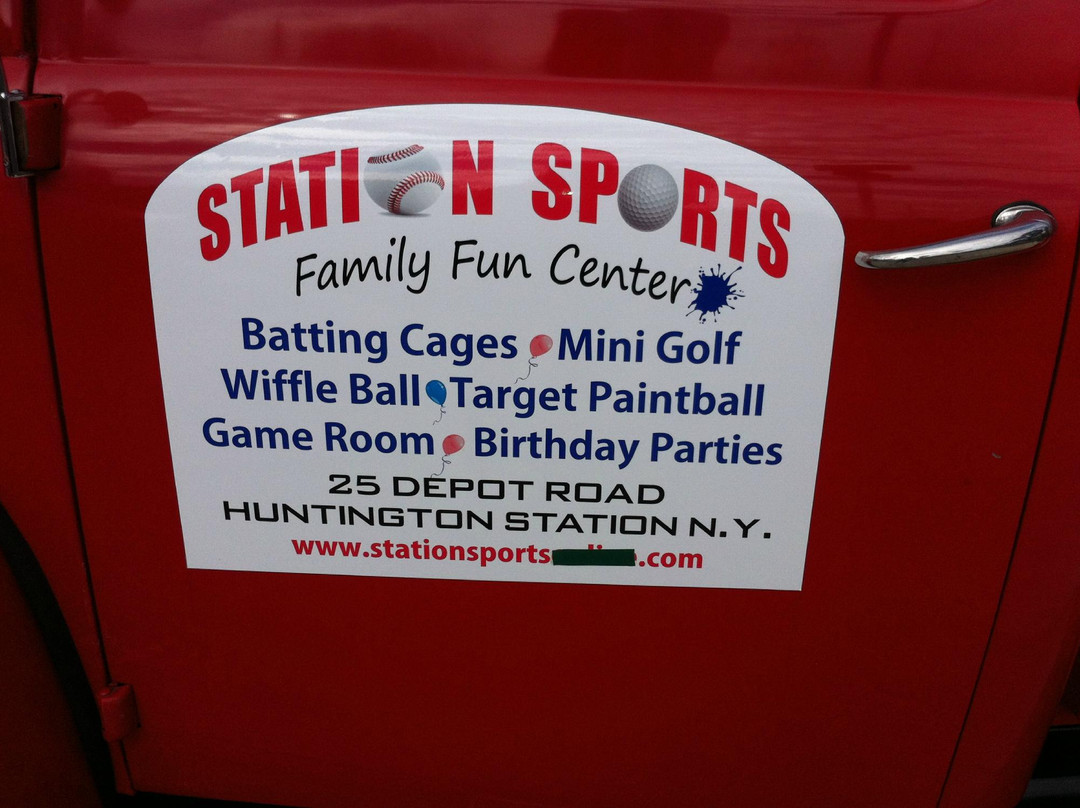 STATION SPORTS
Family Fun Center
Batting Cages Mini Golf
Wiffle Ball Target Paintball
Game Room Birthday Parties
25 DEPOT ROAD
HUNTINGTON STATION N.Y.
www.stationsports .com